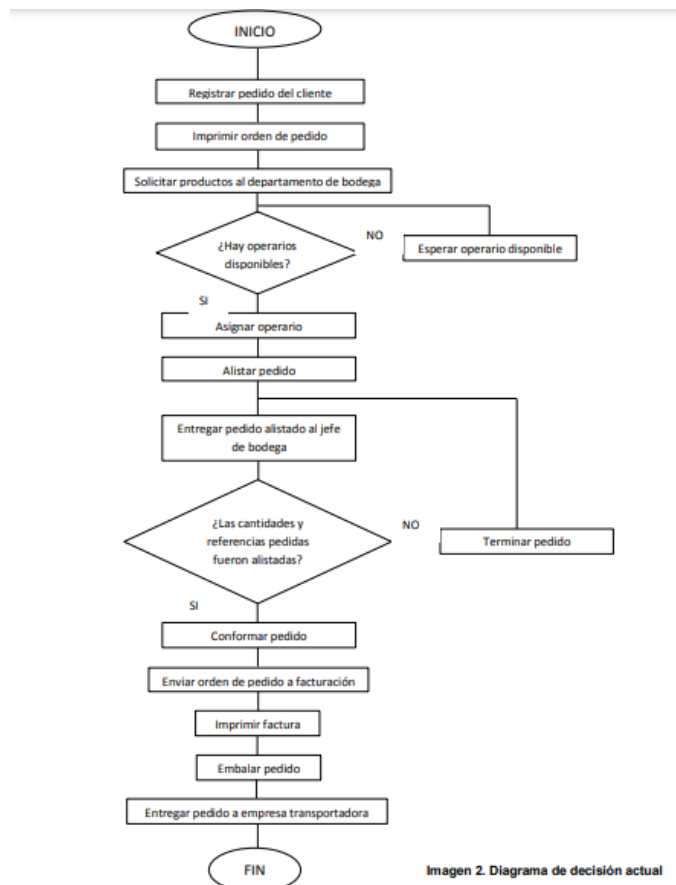 INICIO
Registrar pedido del cliente
Imprimir orden de pedido
Solicitar productos al departamento de bodega
¿Hay operarios
disponibles?
NO
Esperar operario disponible
SI
Asignar operario
Alistar pedido
Entregar pedido alistado al jefe
de bodega
¿Las cantidades y
referencias pedidas
fueron alistadas?
NO
Terminar pedido
SI
Conformar pedido
Enviar orden de pedido a facturación
Imprimir factura
Embalar pedido
Entregar pedido a empresa transportadora
FIN
Imagen 2. Diagrama de decisión actual